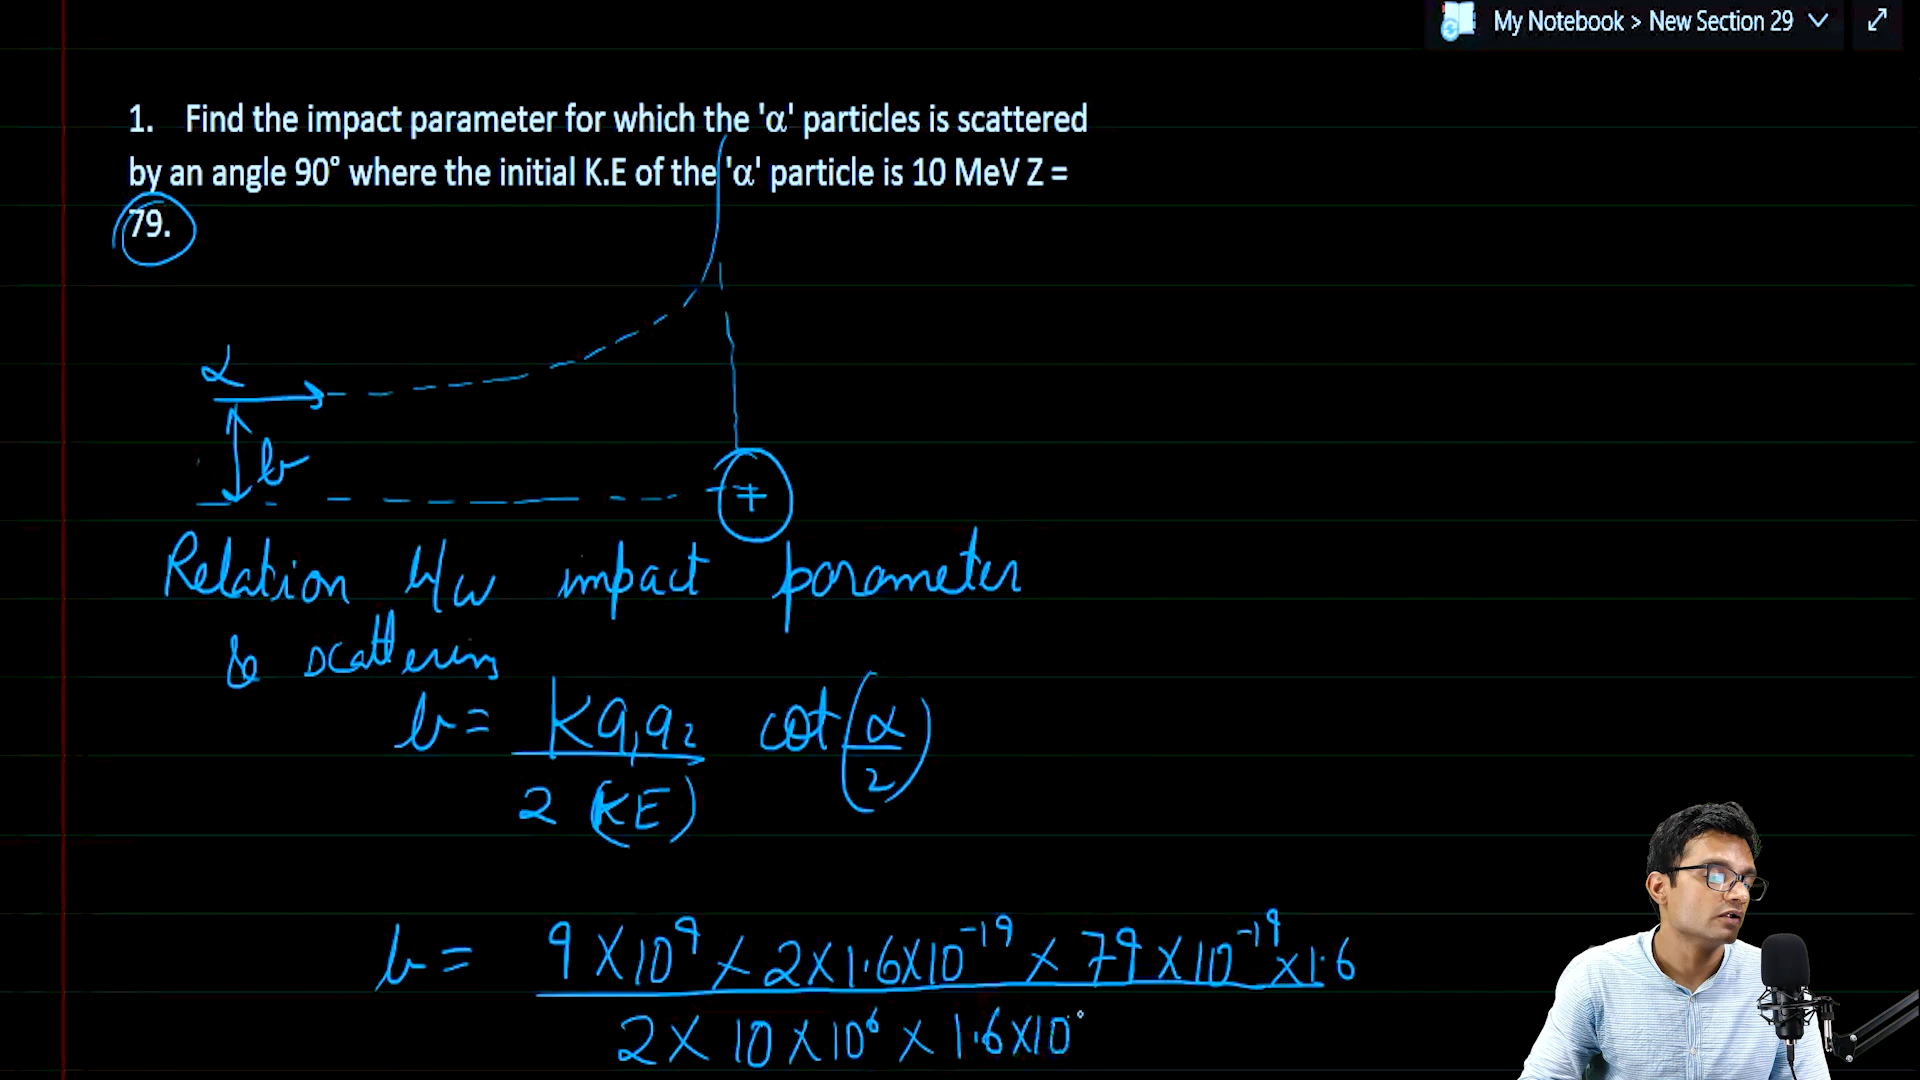 My Notebook > New Section 29
1. Find the impact parameter for which the 'α' particles is scattered
by an angle 90° where the initial K.E of the 'α' particle is 10 MeV Z =
79.
α
b
+
Relation b/w impact parameter
& scattering
b = Kq₁q₂ / 2 (KE) cot(α/2)
b = 9 × 10⁹ × 2 × 1.6 × 10⁻¹⁹ × 79 × 10⁻¹⁹ × 1.6
2 × 10 × 10⁶ × 1.6 × 10